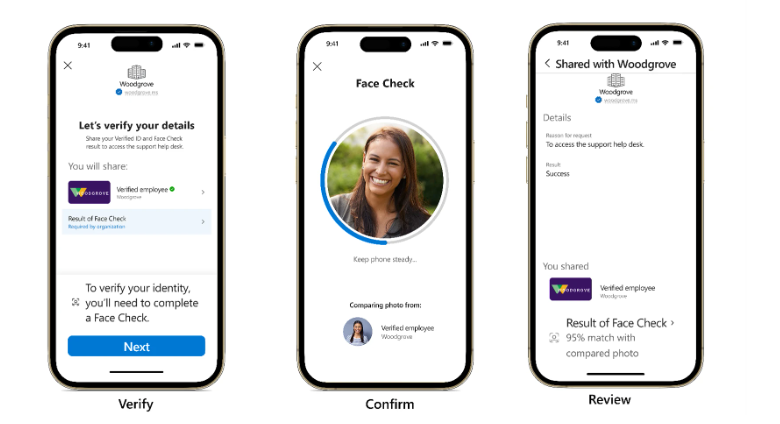 9:41
Woodgrove
woodgrove.ms
Let's verify your details
Share your Verified ID and Face Check
result to access the support help desk.
You will share:
WOODGROVE
Verified employee
Woodgrove
Result of Face Check
Required by organization
To verify your identity,
you'll need to complete
a Face Check.
Next
Verify
9:41
Face Check
Keep phone steady...
Comparing photo from:
Verified employee
Woodgrove
Confirm
9:41
Shared with Woodgrove
Woodgrove
woodgrove.ms
Details
Reason for request
To access the support help desk.
Result
Success
You shared
WOODGROVE
Verified employee
Woodgrove
Result of Face Check
95% match with
compared photo
Review